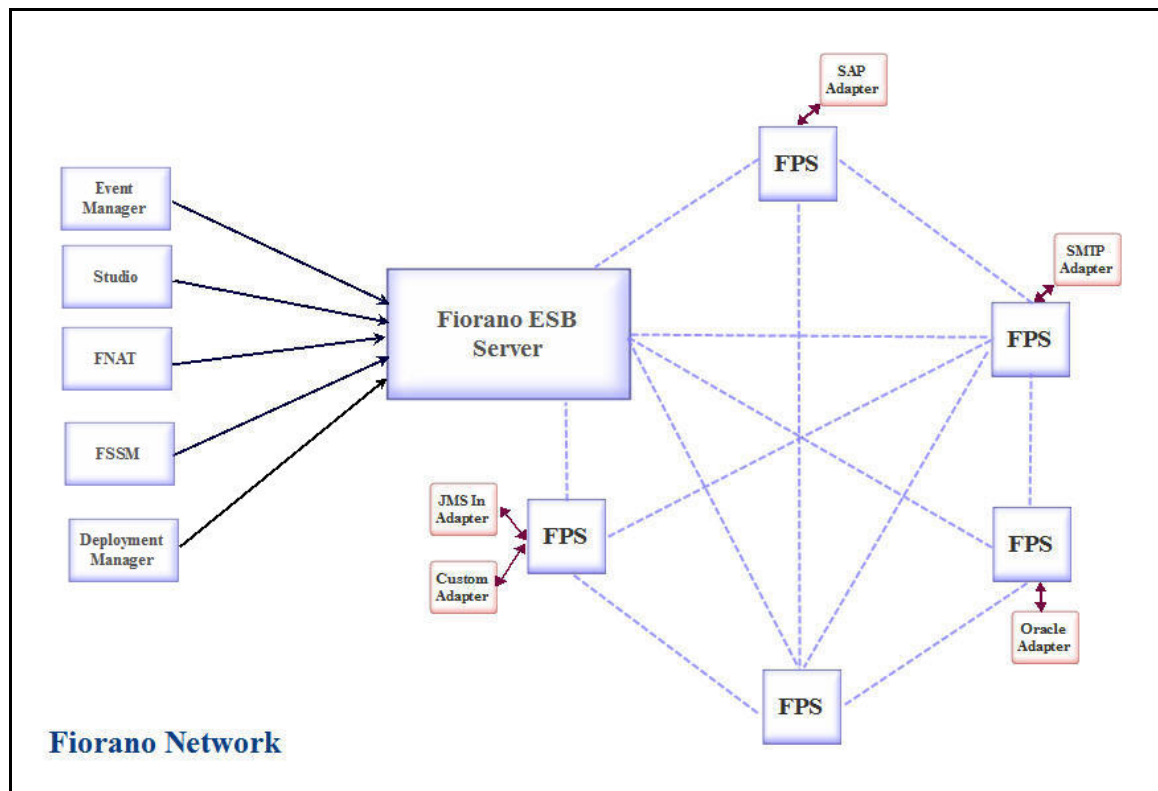 SAP
Adapter
FPS
Event
Manager
SMTP
Adapter
Studio
Fiorano ESB
Server
FPS
FNAT
FSSM
JMS In
Adapter
FPS
FPS
Deployment
Manager
Custom
Adapter
Oracle
Adapter
FPS
Fiorano Network